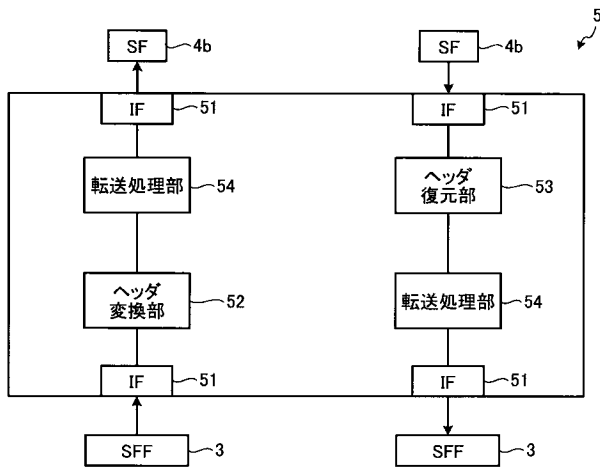 5
SF 4b SF 4b
IF 51 IF 51
転送処理部 54 ヘッダ
復元部 53
ヘッダ
変換部 52 転送処理部 54
IF 51 IF 51
SFF 3 SFF 3